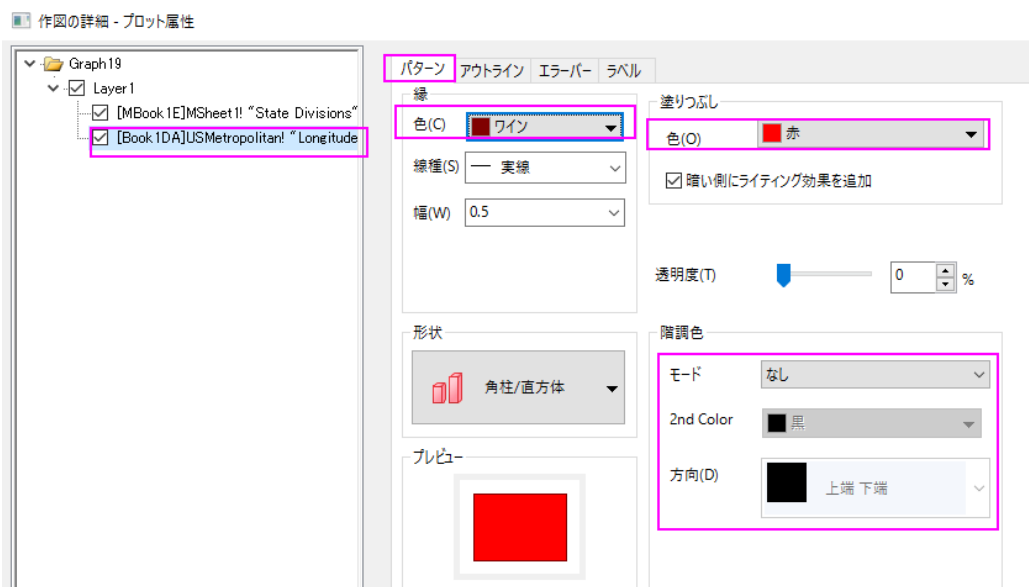 作図の詳細 - プロット属性
Graph19
Layer1
[MBook1E]MSheet1! "State Divisions"
[Book1DA]USMetropolitan! "Longitude
パターン アウトライン エラーバー ラベル
縁
色(C) ワイン
線種(S) 実線
幅(W) 0.5
塗りつぶし
色(O) 赤
暗い側にライティング効果を追加
透明度(T) 0 %
形状
角柱/直方体
プレビュー
階調色
モード なし
2nd Color 黒
方向(D) 上端 下端